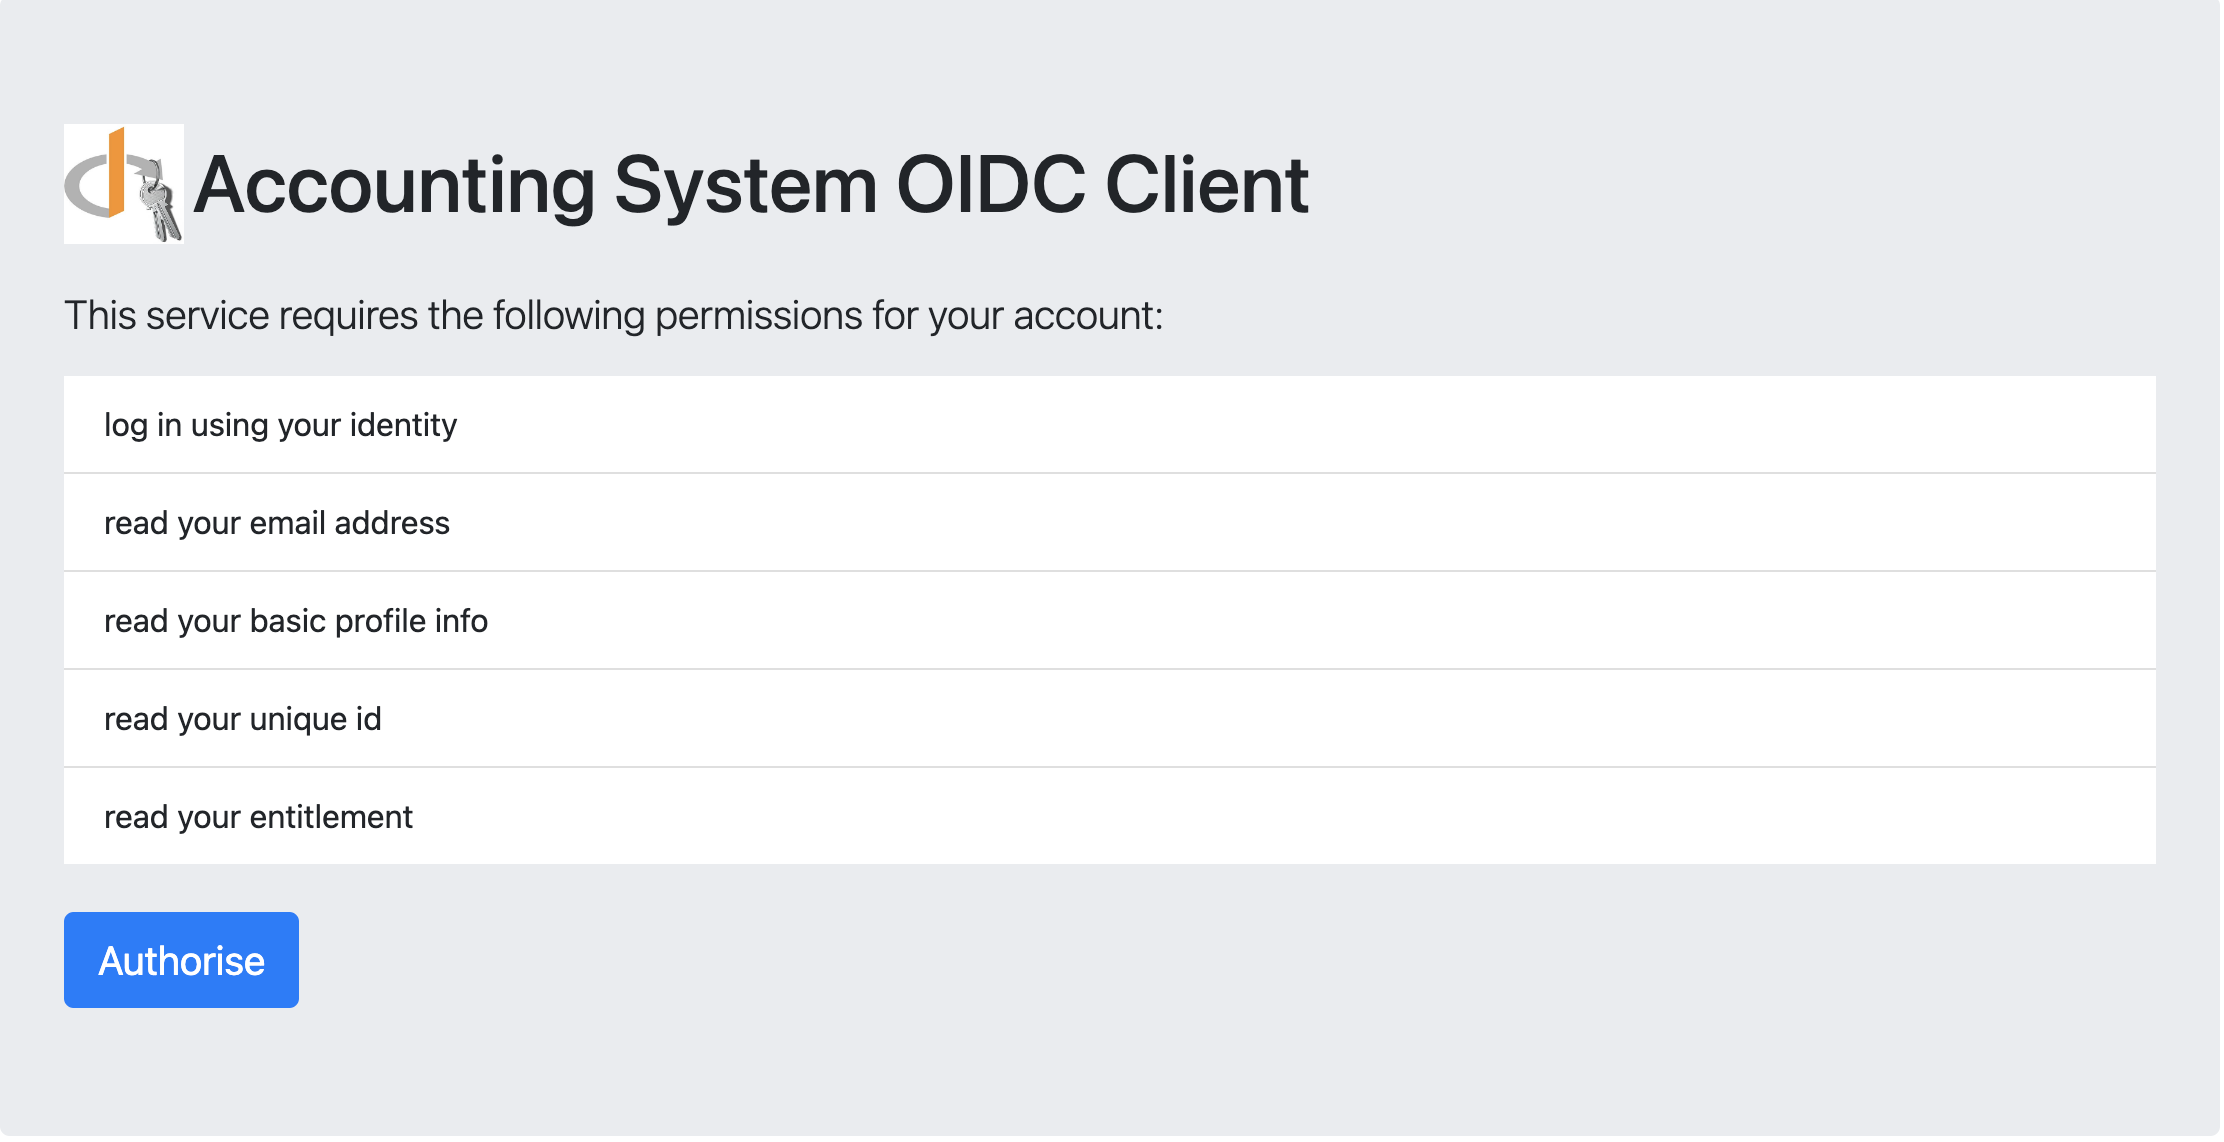 Accounting System OIDC Client
This service requires the following permissions for your account:
log in using your identity
read your email address
read your basic profile info
read your unique id
read your entitlement
Authorise